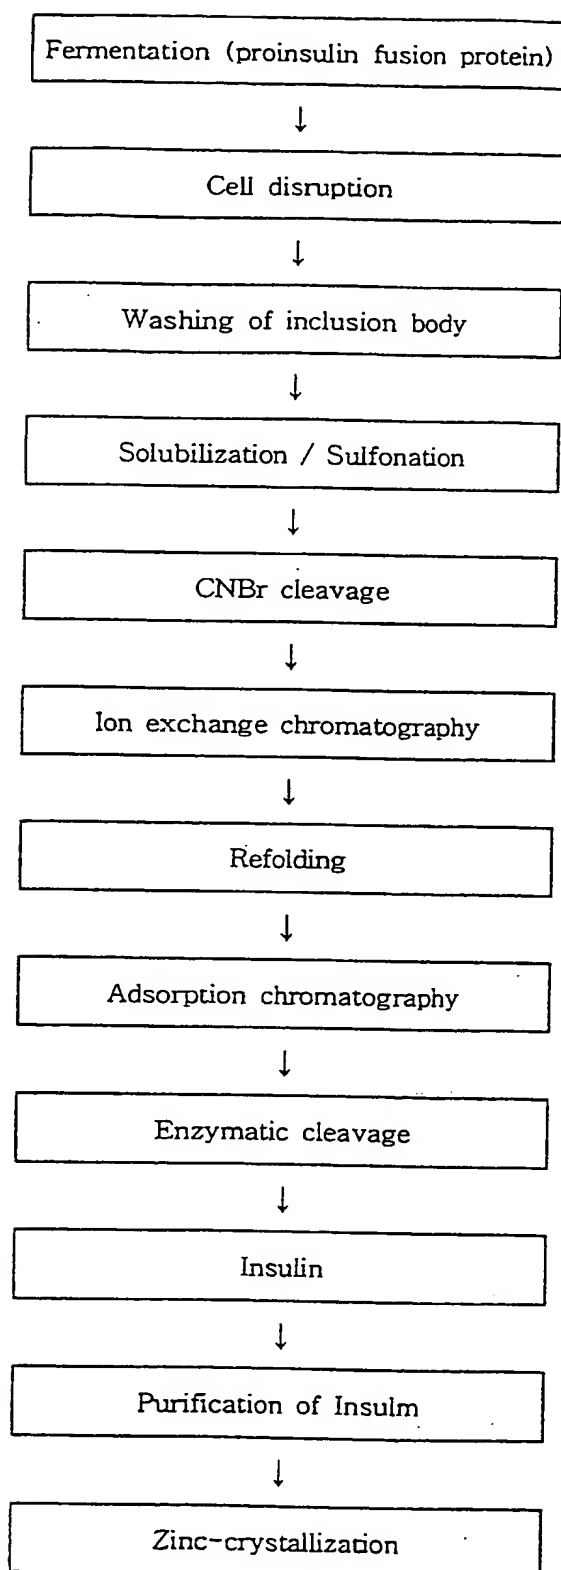 Fermentation (proinsulin fusion protein)
↓
Cell disruption
↓
Washing of inclusion body
↓
Solubilization / Sulfonation
↓
CNBr cleavage
↓
Ion exchange chromatography
↓
Refolding
↓
Adsorption chromatography
↓
Enzymatic cleavage
↓
Insulin
↓
Purification of Insulm
↓
Zinc-crystallization